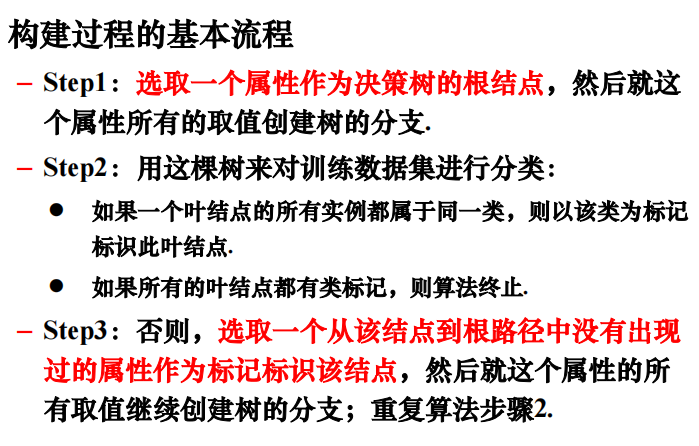 构建过程的基本流程
– Step1：选取一个属性作为决策树的根结点，然后就这
个属性所有的取值创建树的分支.
– Step2：用这棵树来对训练数据集进行分类：
● 如果一个叶结点的所有实例都属于同一类，则以该类为标记
标识此叶结点.
● 如果所有的叶结点都有类标记，则算法终止.
– Step3：否则，选取一个从该结点到根路径中没有出现
过的属性作为标记标识该结点，然后就这个属性的所
有取值继续创建树的分支；重复算法步骤2.